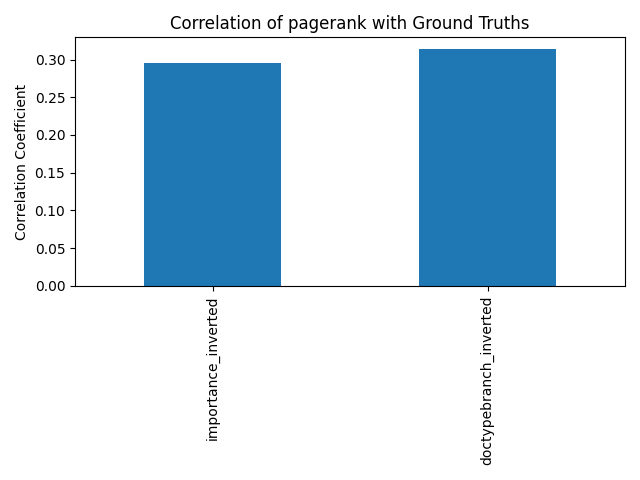 Correlation of pagerank with Ground Truths
Correlation Coefficient
0.30
0.25
0.20
0.15
0.10
0.05
0.00
importance_inverted
doctypebranch_inverted